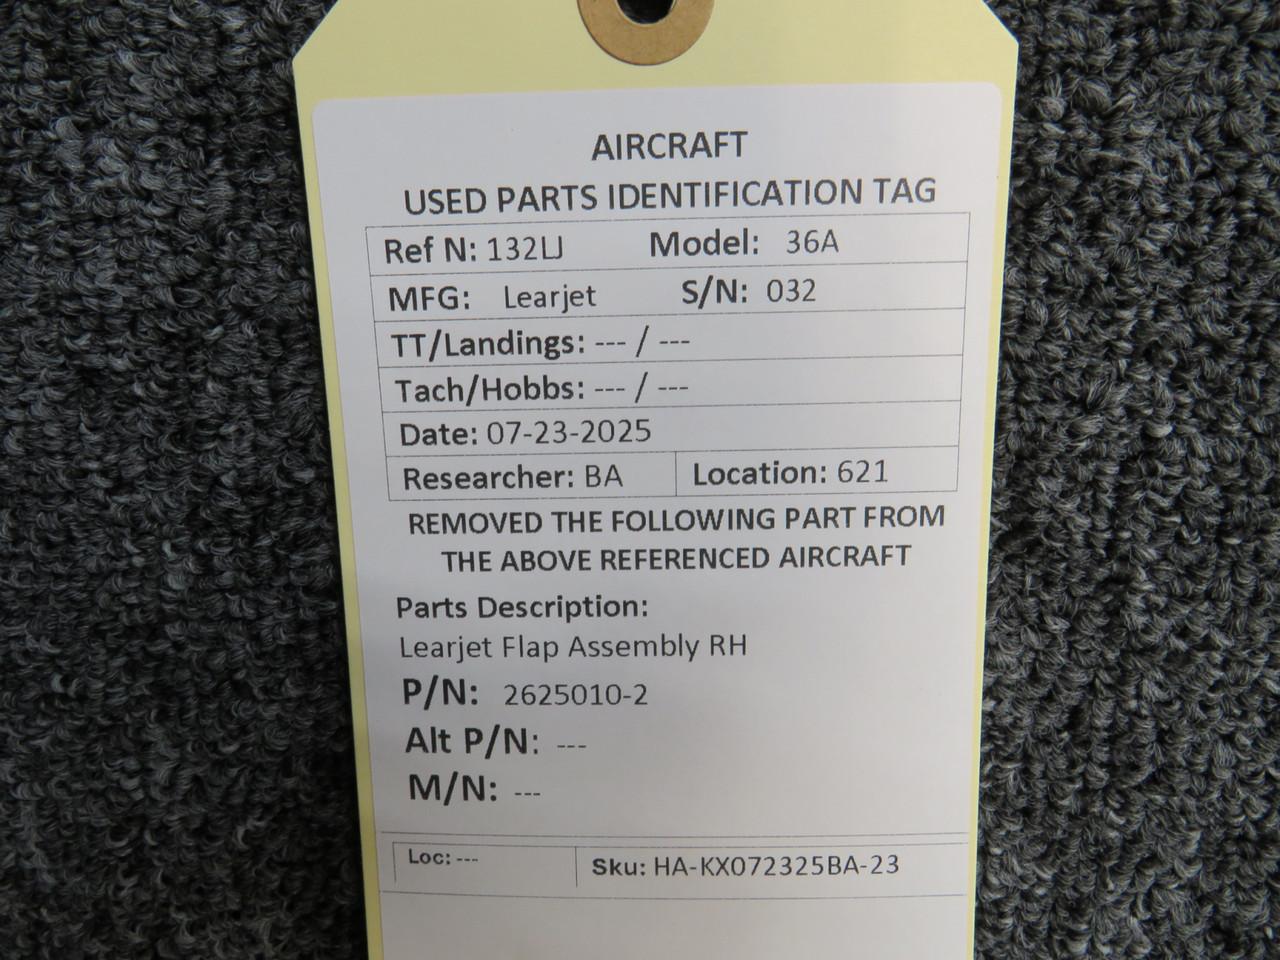 AIRCRAFT
USED PARTS IDENTIFICATION TAG
Ref N: 132LJ Model: 36A
MFG: Learjet S/N: 032
TT/Landings: --- / ---
Tach/Hobbs: --- / ---
Date: 07-23-2025
Researcher: BA Location: 621
REMOVED THE FOLLOWING PART FROM
THE ABOVE REFERENCED AIRCRAFT
Parts Description:
Learjet Flap Assembly RH
P/N: 2625010-2
Alt P/N: ---
M/N: ---
Loc: --- Sku: HA-KX072325BA-23